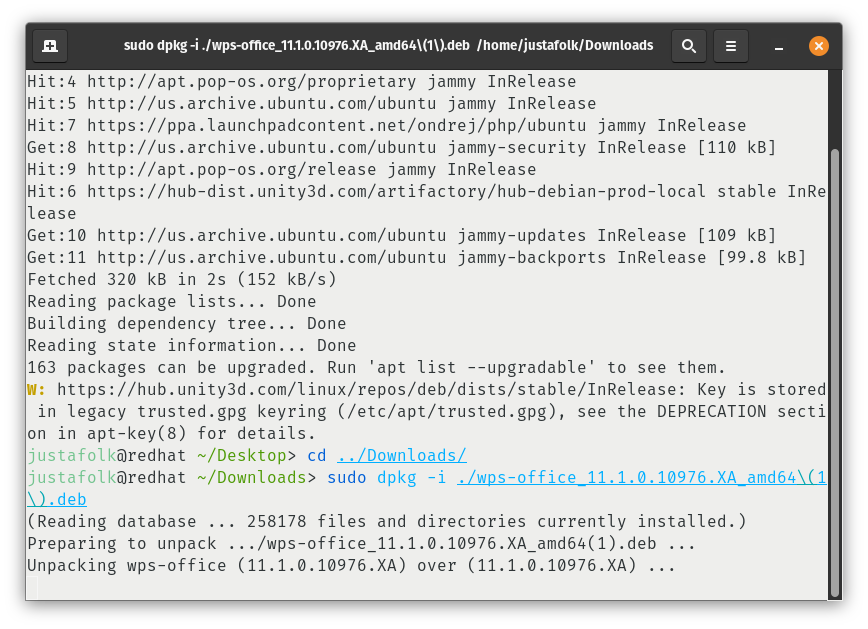 sudo dpkg -i ./wps-office_11.1.0.10976.XA_amd64\(1\).deb  /home/justafolk/Downloads
Hit:4 http://apt.pop-os.org/proprietary jammy InRelease
Hit:5 http://us.archive.ubuntu.com/ubuntu jammy InRelease
Hit:7 https://ppa.launchpadcontent.net/ondrej/php/ubuntu jammy InRelease
Get:8 http://us.archive.ubuntu.com/ubuntu jammy-security InRelease [110 kB]
Hit:9 http://apt.pop-os.org/release jammy InRelease
Hit:6 https://hub-dist.unity3d.com/artifactory/hub-debian-prod-local stable InRe
lease
Get:10 http://us.archive.ubuntu.com/ubuntu jammy-updates InRelease [109 kB]
Get:11 http://us.archive.ubuntu.com/ubuntu jammy-backports InRelease [99.8 kB]
Fetched 320 kB in 2s (152 kB/s)
Reading package lists... Done
Building dependency tree... Done
Reading state information... Done
163 packages can be upgraded. Run 'apt list --upgradable' to see them.
W: https://hub.unity3d.com/linux/repos/deb/dists/stable/InRelease: Key is stored
 in legacy trusted.gpg keyring (/etc/apt/trusted.gpg), see the DEPRECATION secti
on in apt-key(8) for details.
justafolk@redhat ~/Desktop> cd ../Downloads/
justafolk@redhat ~/Downloads> sudo dpkg -i ./wps-office_11.1.0.10976.XA_amd64\(1
\).deb
(Reading database ... 258178 files and directories currently installed.)
Preparing to unpack .../wps-office_11.1.0.10976.XA_amd64(1).deb ...
Unpacking wps-office (11.1.0.10976.XA) over (11.1.0.10976.XA) ...